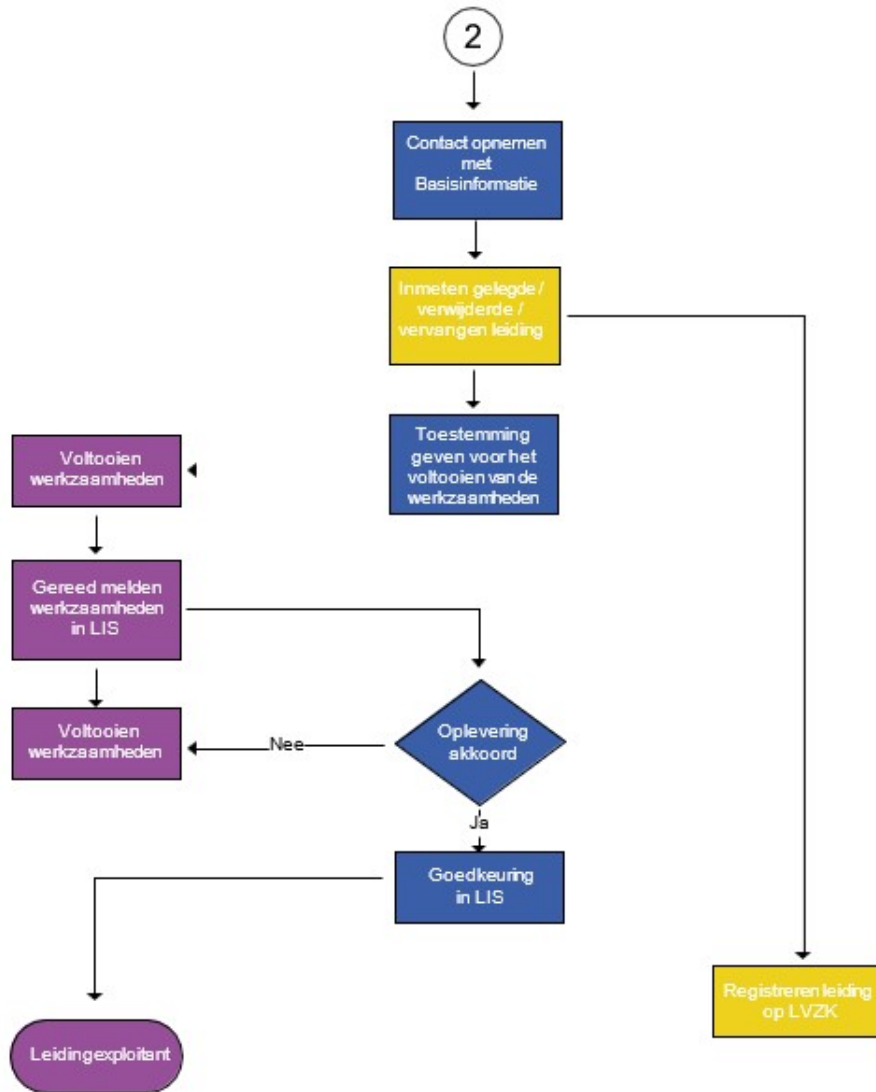 2
Contact opnemen
met
Basisinformatie
Inmeten gelegde /
verwijderde /
vervangen leiding
Toestemming
geven voor het
voltooien van de
werkzaamheden
Voltooien
werkzaamheden
Gereed melden
werkzaamheden
in LIS
Voltooien
werkzaamheden
Nee
Oplevering
akkoord
Ja
Goedkeuring
in LIS
Registreren leiding
op LVZK
Leidingexploitant